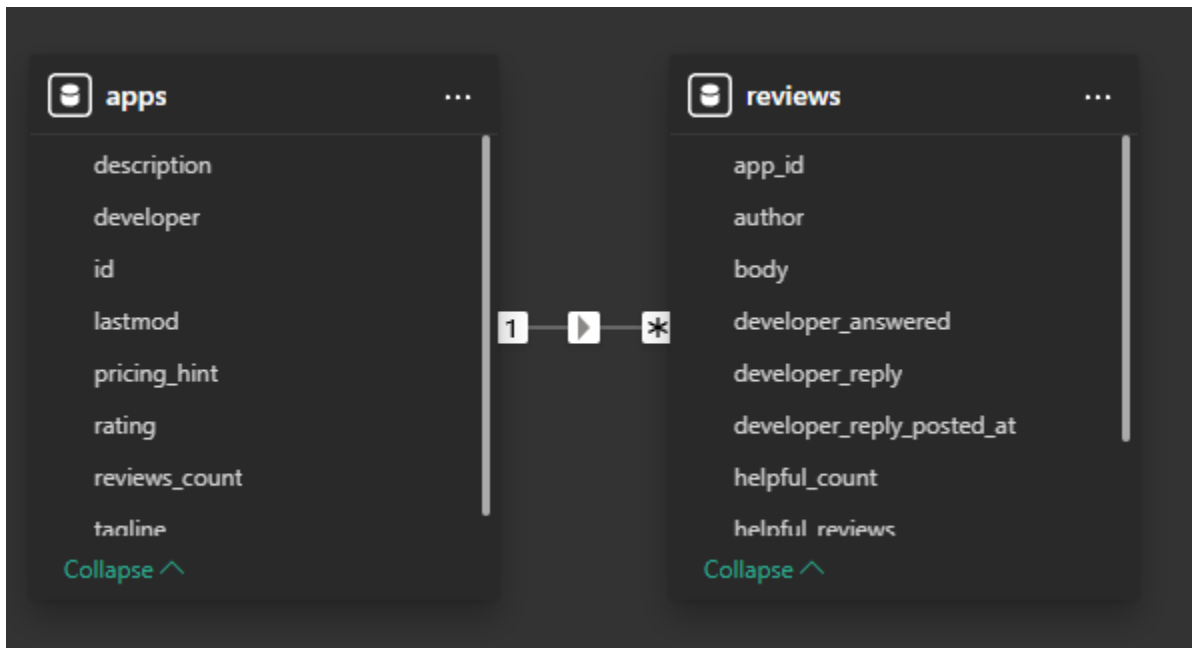 apps
...
description
developer
id
lastmod
pricing_hint
rating
reviews_count
tagline
Collapse
1
*
reviews
...
app_id
author
body
developer_answered
developer_reply
developer_reply_posted_at
helpful_count
helpful_reviews
Collapse